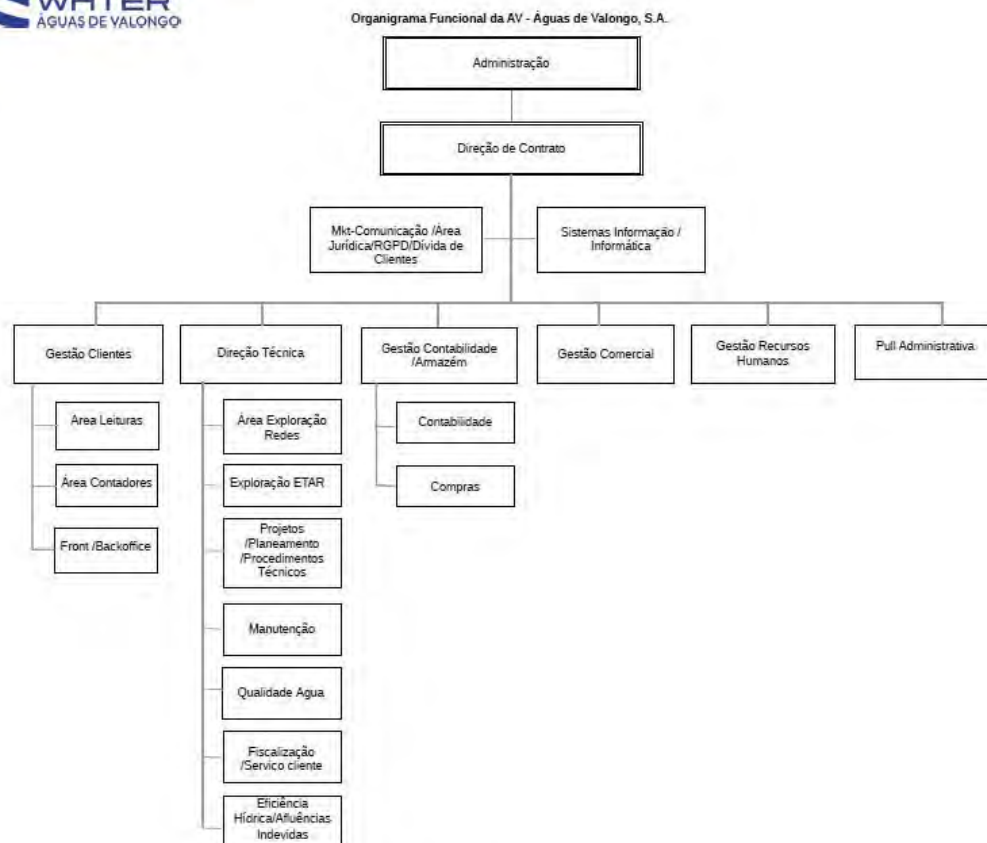 WATER
ÁGUAS DE VALONGO
Organigrama Funcional da AV - Águas de Valongo, S.A.
Administração
Direção de Contrato
Mkt-Comunicação /Área
Jurídica/RGPD/Dívida de
Clientes
Sistemas Informação /
Informática
Gestão Clientes
Direção Técnica
Gestão Contabilidade
/Armazém
Gestão Comercial
Gestão Recursos
Humanos
Pull Administrativa
Area Leituras
Área Contadores
Front /Backoffice
Área Exploração
Redes
Exploração ETAR
Projetos
/Planeamento
/Procedimentos
Técnicos
Manutenção
Qualidade Agua
Fiscalização
/Servico cliente
Eficiência
Hídrica/Afluências
Indevidas
Contabilidade
Compras